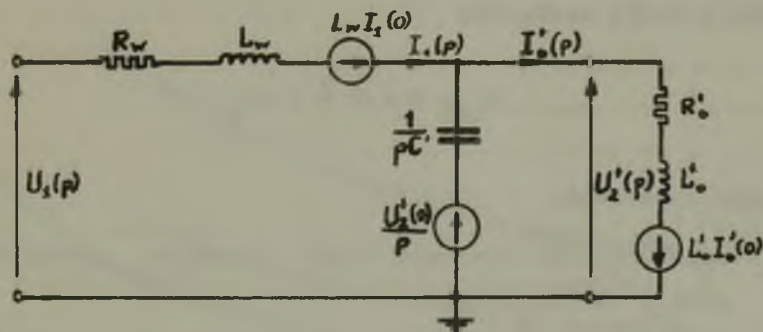 L_w I_1(0)
R_w L_w I_1(p) I'_o(p)
R'_o
1/pC'
U_1(p) U'_2(p) L'_o
U'_2(0)/p
L'_o I'_o(0)